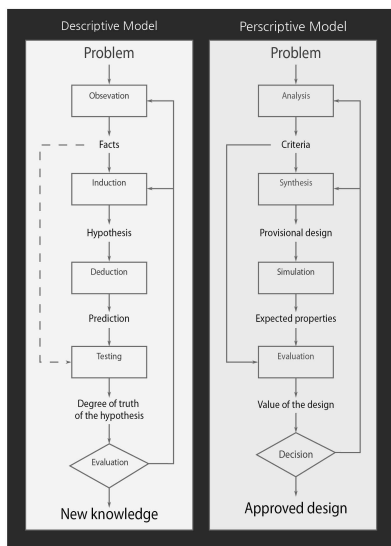 Descriptive Model
Problem
Obsevation
Facts
Induction
Hypothesis
Deduction
Prediction
Testing
Degree of truth
of the hypothesis
Evaluation
New knowledge
Perscriptive Model
Problem
Analysis
Criteria
Synthesis
Provisional design
Simulation
Expected properties
Evaluation
Value of the design
Decision
Approved design